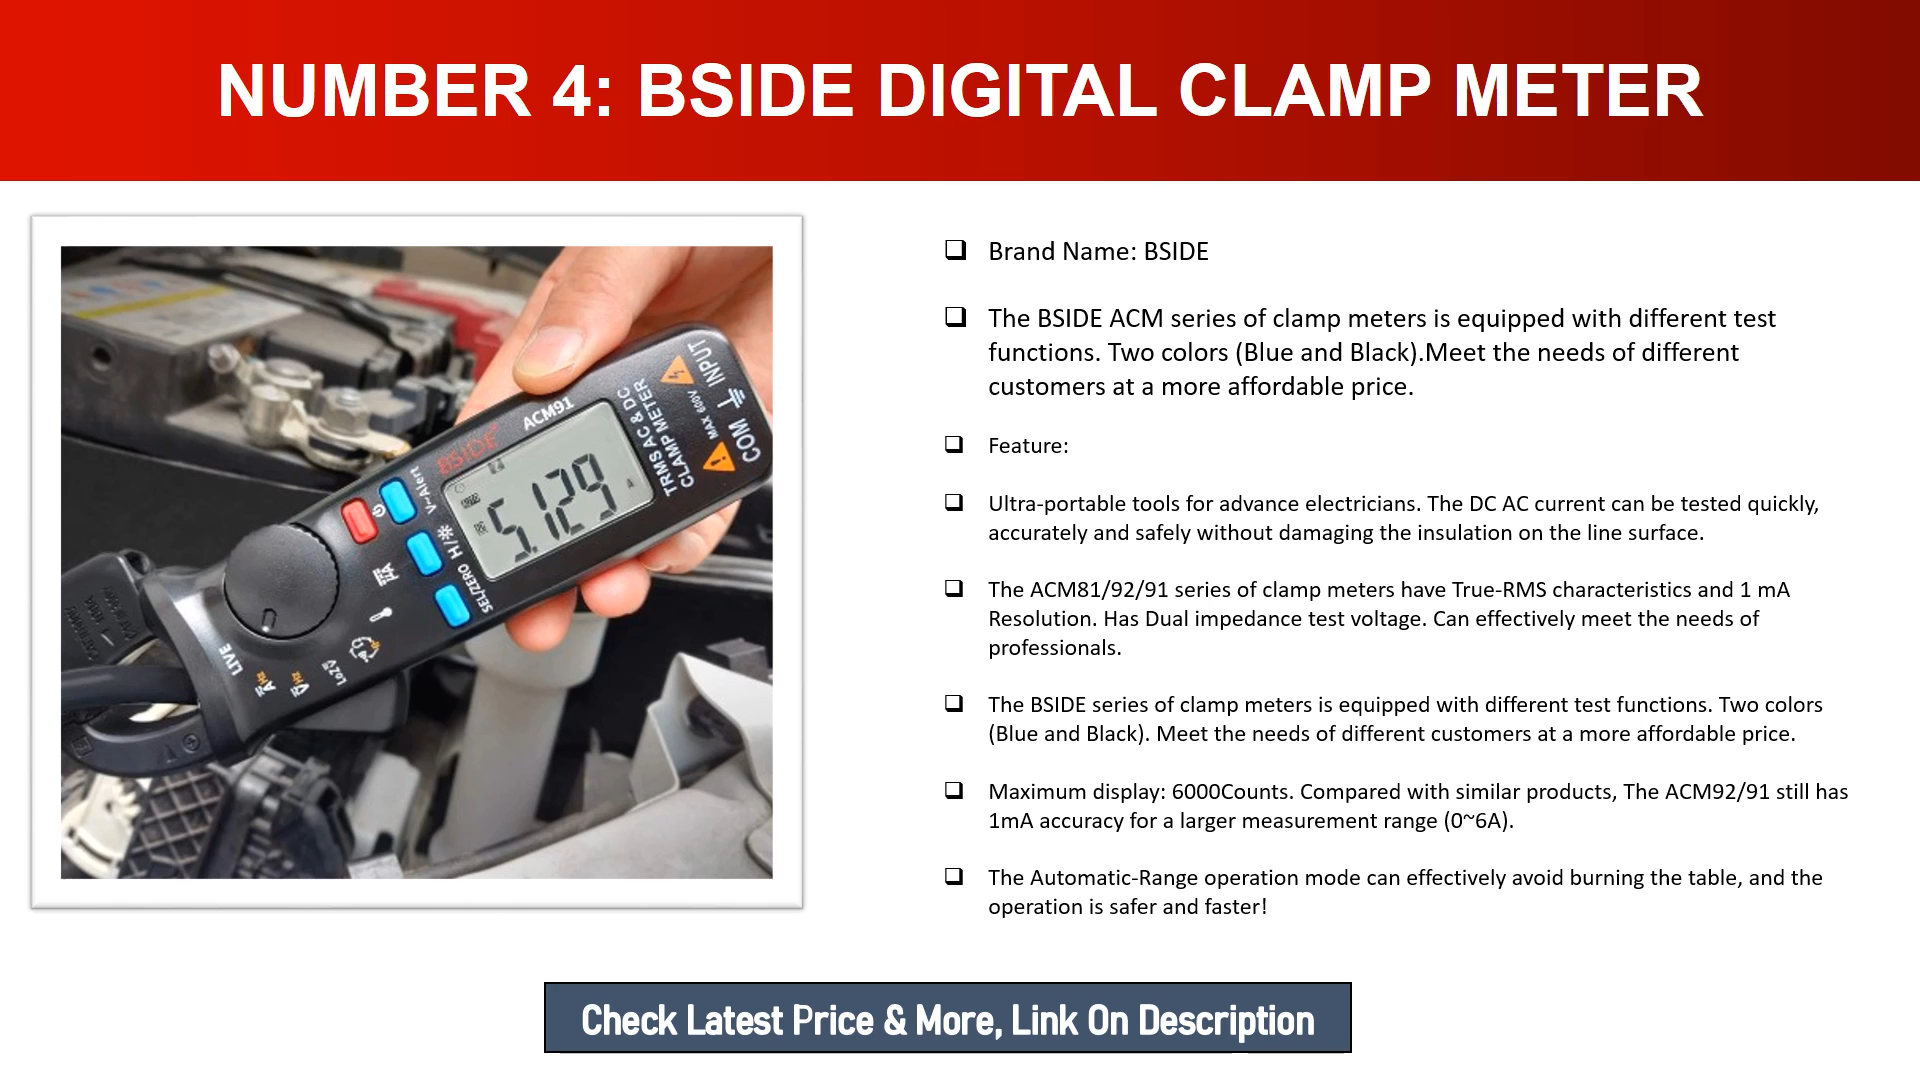 NUMBER 4: BSIDE DIGITAL CLAMP METER
BSIDE
ACM91
TRMS AC & DC
CLAMP METER
MAX 600V
INPUT
COM
V~Alert
H/
SEL/ZERO
5.129
A
LIVE
Hz
Hz
LoZV
Brand Name: BSIDE
The BSIDE ACM series of clamp meters is equipped with different test
functions. Two colors (Blue and Black).Meet the needs of different
customers at a more affordable price.
Feature:
Ultra-portable tools for advance electricians. The DC AC current can be tested quickly,
accurately and safely without damaging the insulation on the line surface.
The ACM81/92/91 series of clamp meters have True-RMS characteristics and 1 mA
Resolution. Has Dual impedance test voltage. Can effectively meet the needs of
professionals.
The BSIDE series of clamp meters is equipped with different test functions. Two colors
(Blue and Black). Meet the needs of different customers at a more affordable price.
Maximum display: 6000Counts. Compared with similar products, The ACM92/91 still has
1mA accuracy for a larger measurement range (0~6A).
The Automatic-Range operation mode can effectively avoid burning the table, and the
operation is safer and faster!
Check Latest Price & More, Link On Description